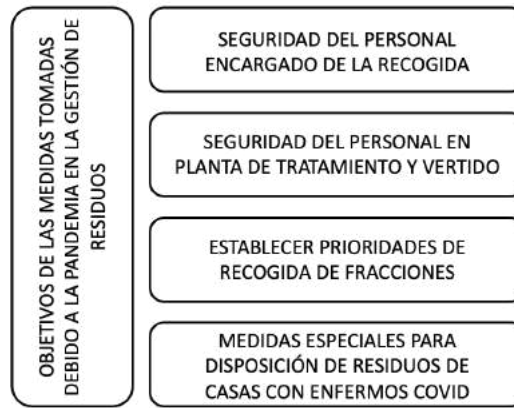 OBJETIVOS DE LAS MEDIDAS TOMADAS
DEBIDO A LA PANDEMIA EN LA GESTIÓN DE
RESIDUOS
SEGURIDAD DEL PERSONAL
ENCARGADO DE LA RECOGIDA
SEGURIDAD DEL PERSONAL EN
PLANTA DE TRATAMIENTO Y VERTIDO
ESTABLECER PRIORIDADES DE
RECOGIDA DE FRACCIONES
MEDIDAS ESPECIALES PARA
DISPOSICIÓN DE RESIDUOS DE
CASAS CON ENFERMOS COVID